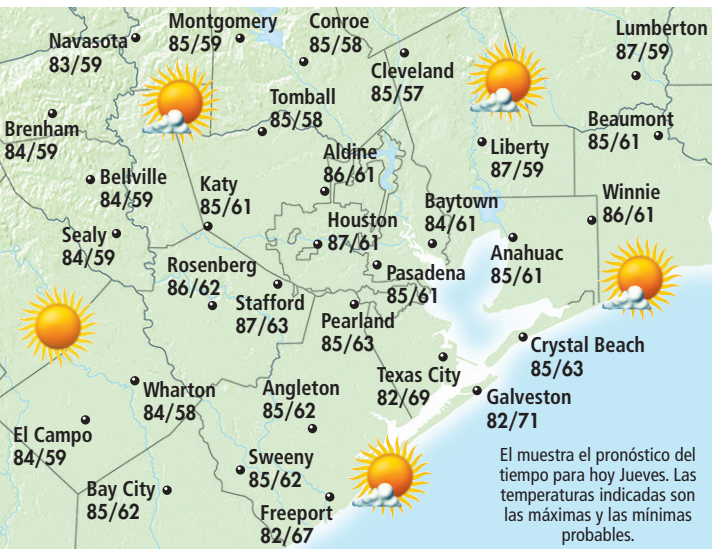 Montgomery
85/59
Conroe
85/58
Lumberton
87/59
Navasota
83/59
Cleveland
85/57
Tomball
85/58
Beaumont
85/61
Brenham
84/59
Liberty
87/59
Aldine
86/61
Bellville
84/59
Katy
85/61
Baytown
84/61
Winnie
86/61
Houston
87/61
Sealy
84/59
Anahuac
85/61
Rosenberg
86/62
Pasadena
85/61
Stafford
87/63
Pearland
85/63
Crystal Beach
85/63
Texas City
82/69
Wharton
84/58
Angleton
85/62
Galveston
82/71
El Campo
84/59
Sweeny
85/62
Bay City
85/62
Freeport
82/67
El muestra el pronóstico del
tiempo para hoy Jueves. Las
temperaturas indicadas son
las máximas y las mínimas
probables.